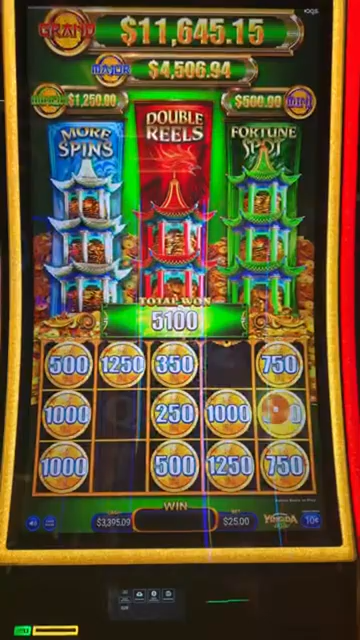 GRAND $11,645.15
MAJOR $4,506.94
$1,250.00 $500.00 MINI
MORE SPINS
DOUBLE REELS
FORTUNE SPOT
TOTAL WON
5100
500 1250 350 750
1000 250 1000
1000 500 1250 750
WIN
$3,395.09
BET
$25.00
10¢